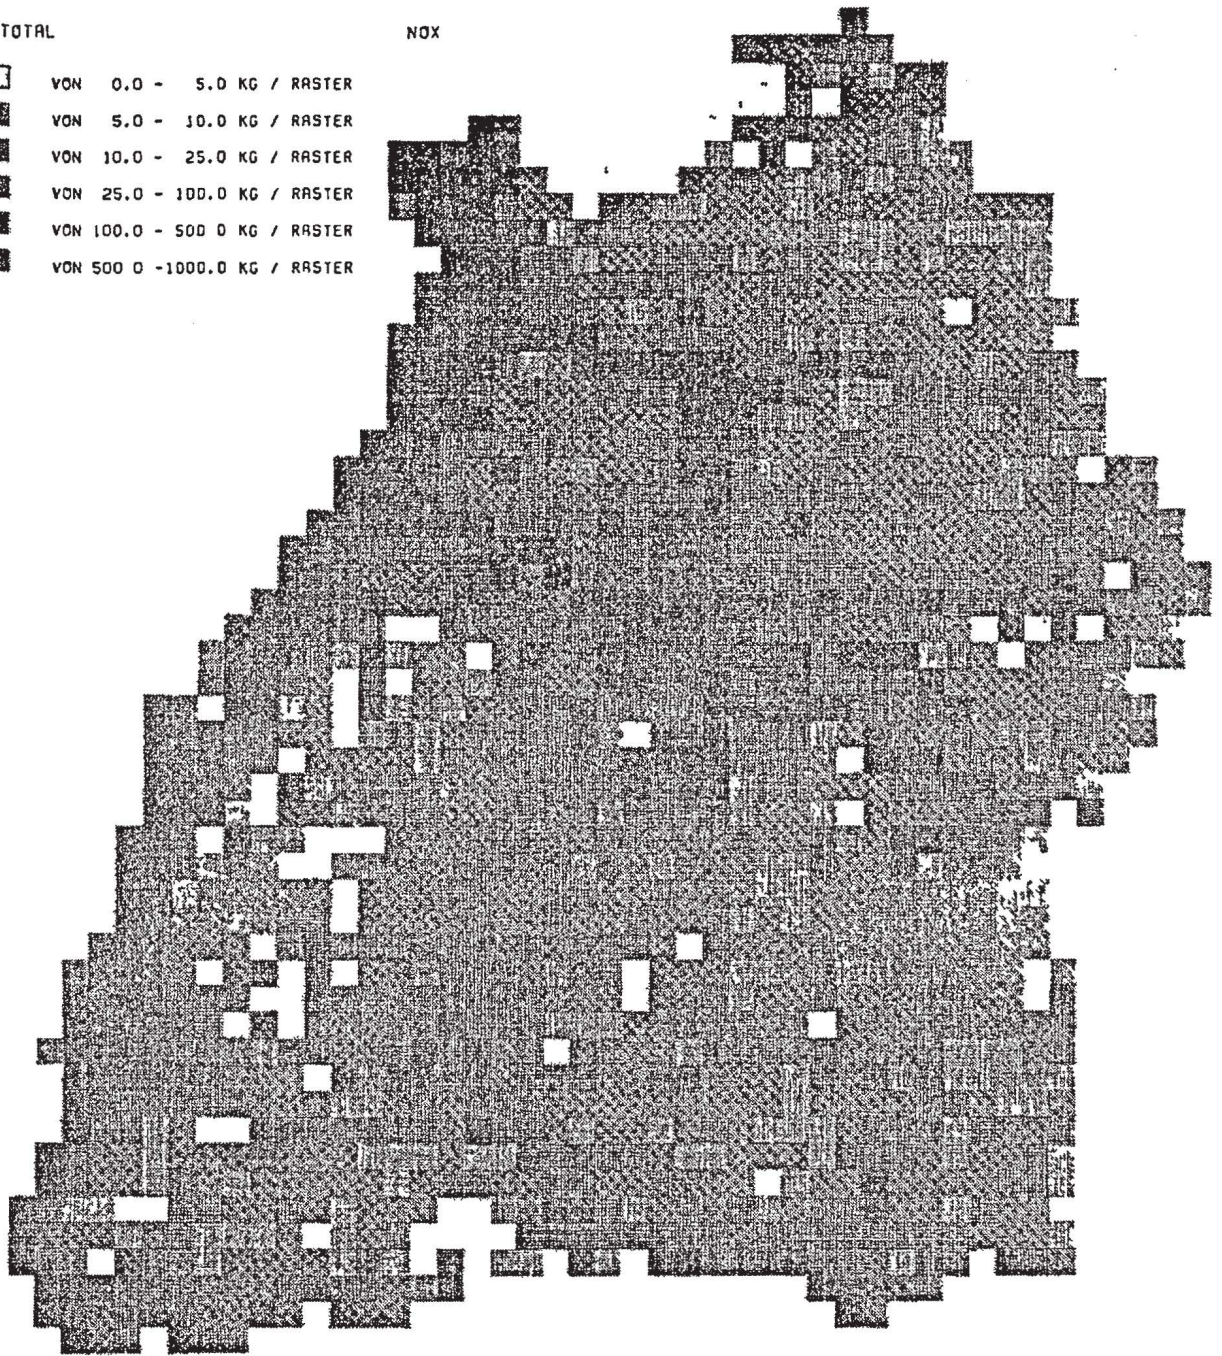 TOTAL NOX
VON 0.0 - 5.0 KG / RASTER
VON 5.0 - 10.0 KG / RASTER
VON 10.0 - 25.0 KG / RASTER
VON 25.0 - 100.0 KG / RASTER
VON 100.0 - 500 0 KG / RASTER
VON 500 0 -1000.0 KG / RASTER